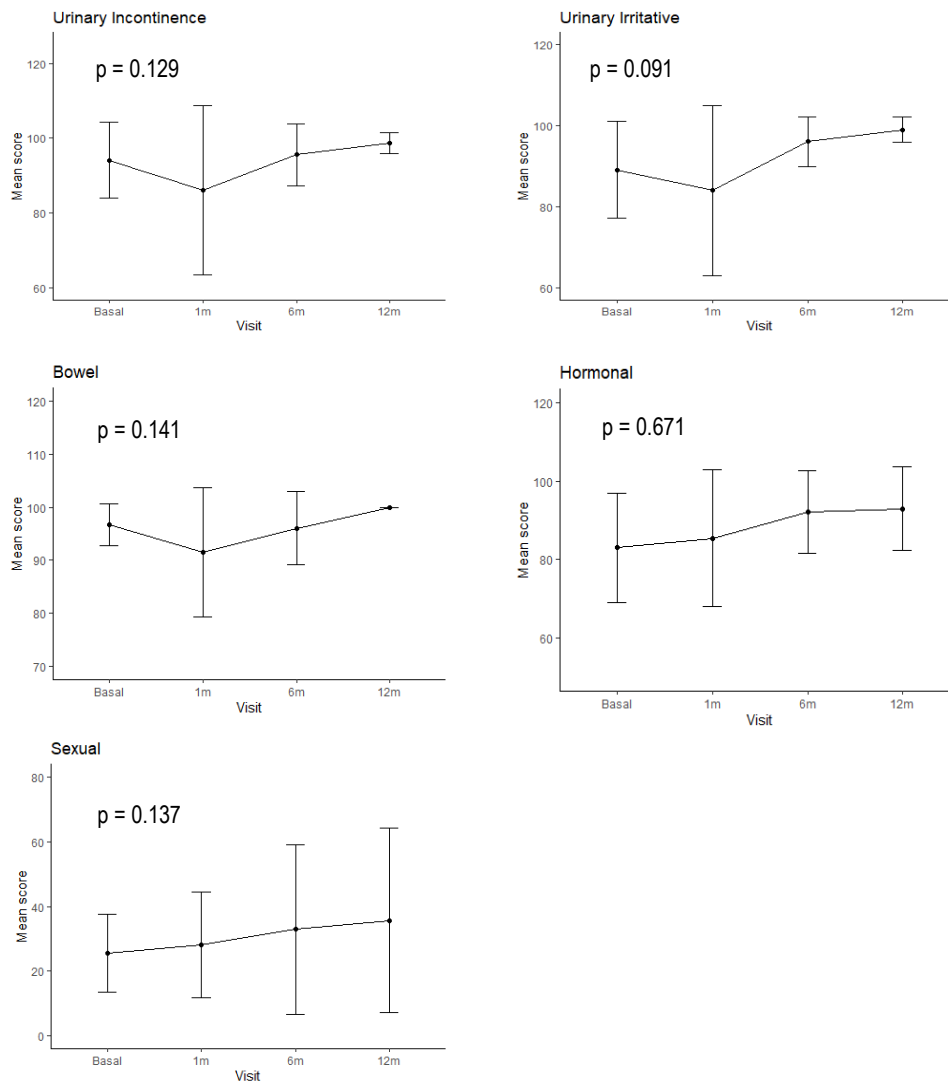 Urinary Incontinence
p = 0.129
Mean score
120
100
80
60
Basal 1m 6m 12m
Visit
Urinary Irritative
p = 0.091
Mean score
120
100
80
60
Basal 1m 6m 12m
Visit
Bowel
p = 0.141
Mean score
120
110
100
90
80
70
Basal 1m 6m 12m
Visit
Hormonal
p = 0.671
Mean score
120
100
80
60
Basal 1m 6m 12m
Visit
Sexual
p = 0.137
Mean score
80
60
40
20
0
Basal 1m 6m 12m
Visit